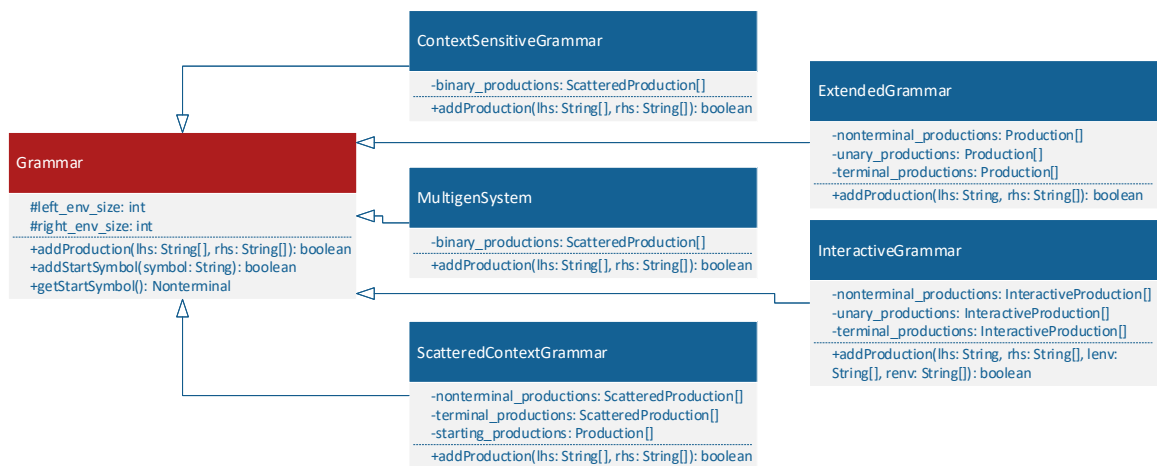 ContextSensitiveGrammar
-binary_productions: ScatteredProduction[]
+addProduction(lhs: String[], rhs: String[]): boolean
ExtendedGrammar
-nonterminal_productions: Production[]
-unary_productions: Production[]
-terminal_productions: Production[]
+addProduction(lhs: String, rhs: String[]): boolean
Grammar
#left_env_size: int
#right_env_size: int
+addProduction(lhs: String[], rhs: String[]): boolean
+addStartSymbol(symbol: String): boolean
+getStartSymbol(): Nonterminal
MultigenSystem
-binary_productions: ScatteredProduction[]
+addProduction(lhs: String[], rhs: String[]): boolean
InteractiveGrammar
-nonterminal_productions: InteractiveProduction[]
-unary_productions: InteractiveProduction[]
-terminal_productions: InteractiveProduction[]
+addProduction(lhs: String, rhs: String[], lenv:
String[], renv: String[]): boolean
ScatteredContextGrammar
-nonterminal_productions: ScatteredProduction[]
-terminal_productions: ScatteredProduction[]
-starting_productions: Production[]
+addProduction(lhs: String[], rhs: String[]): boolean